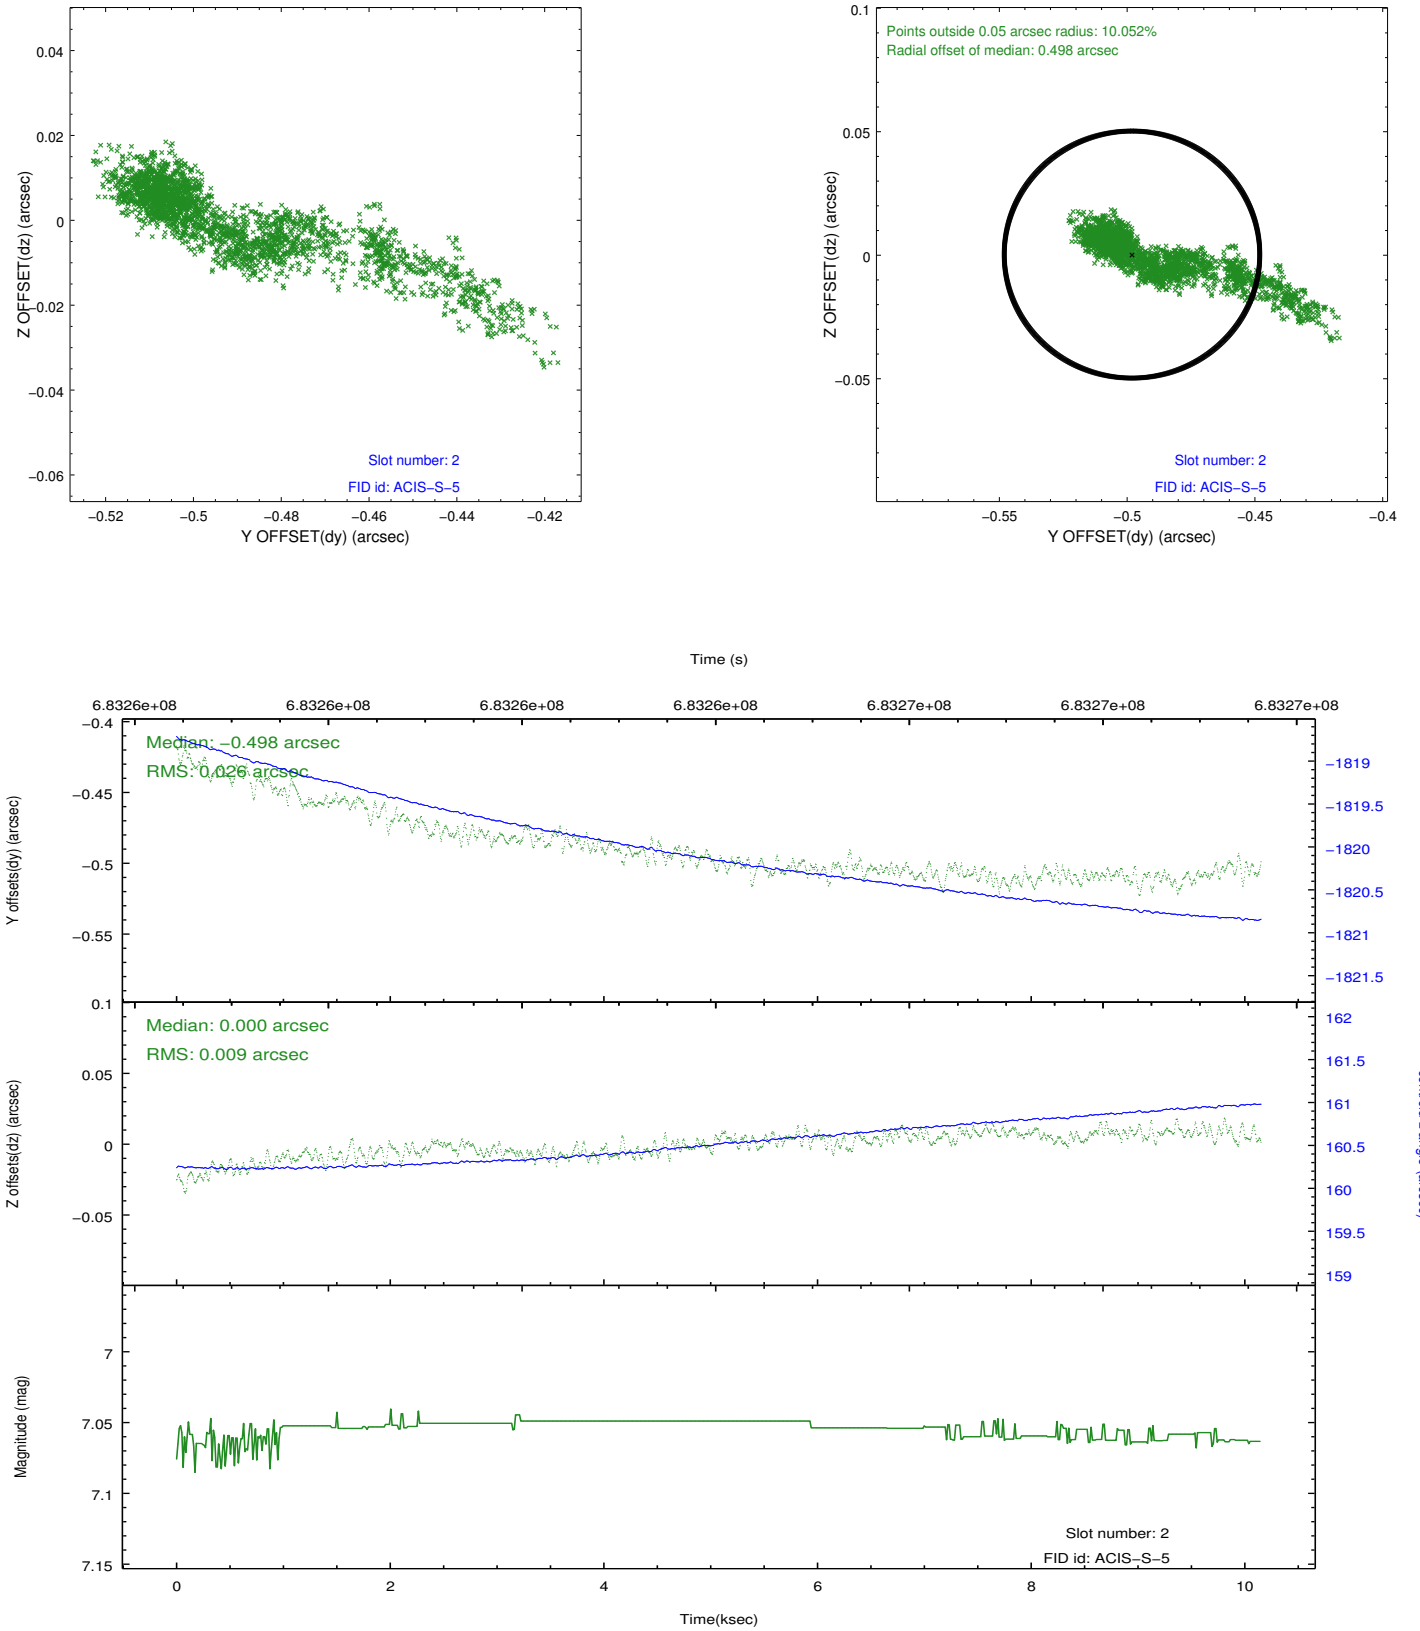 0.04
0.02
0
−0.02
−0.04
−0.06
Z OFFSET(dz) (arcsec)
Slot number: 2
FID id: ACIS−S−5
−0.52
−0.5
−0.48
−0.46
−0.44
−0.42
Y OFFSET(dy) (arcsec)
0.1
0.05
0
−0.05
Z OFFSET(dz) (arcsec)
Points outside 0.05 arcsec radius: 10.052%
Radial offset of median: 0.498 arcsec
Slot number: 2
FID id: ACIS−S−5
−0.55
−0.5
−0.45
−0.4
Y OFFSET(dy) (arcsec)
Time (s)
6.8326e+08 6.8326e+08 6.8326e+08 6.8326e+08 6.8327e+08 6.8327e+08 6.8327e+08
−0.4
−0.45
−0.5
−0.55
Y offsets(dy) (arcsec)
Median: −0.498 arcsec
RMS: 0.026 arcsec
−1819
−1819.5
−1820
−1820.5
−1821
−1821.5
0.1
0.05
0
−0.05
Z offsets(dz) (arcsec)
Median: 0.000 arcsec
RMS: 0.009 arcsec
162
161.5
161
160.5
160
159.5
159
7
7.05
7.1
7.15
Magnitude (mag)
Slot number: 2
FID id: ACIS−S−5
0 2 4 6 8 10
Time(ksec)